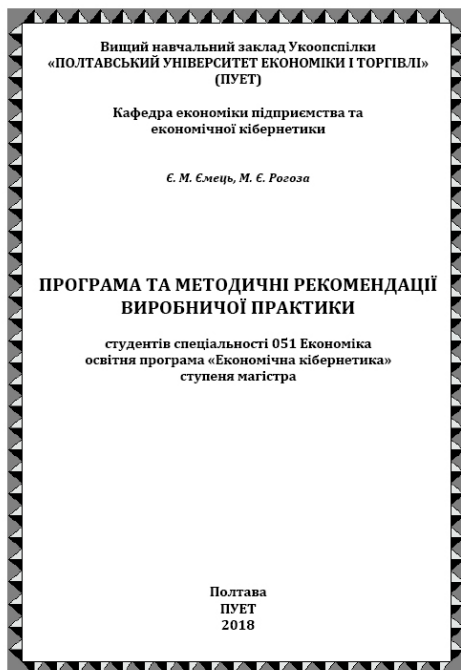 Вищий навчальний заклад Укоопспілки
«ПОЛТАВСЬКИЙ УНІВЕРСИТЕТ ЕКОНОМІКИ І ТОРГІВЛІ»
(ПУЕТ)
Кафедра економіки підприємства та
економічної кібернетики
Є. М. Ємець, М. Є. Рогоза
ПРОГРАМА ТА МЕТОДИЧНІ РЕКОМЕНДАЦІЇ
ВИРОБНИЧОЇ ПРАКТИКИ
студентів спеціальності 051 Економіка
освітня програма «Економічна кібернетика»
ступеня магістра
Полтава
ПУЕТ
2018